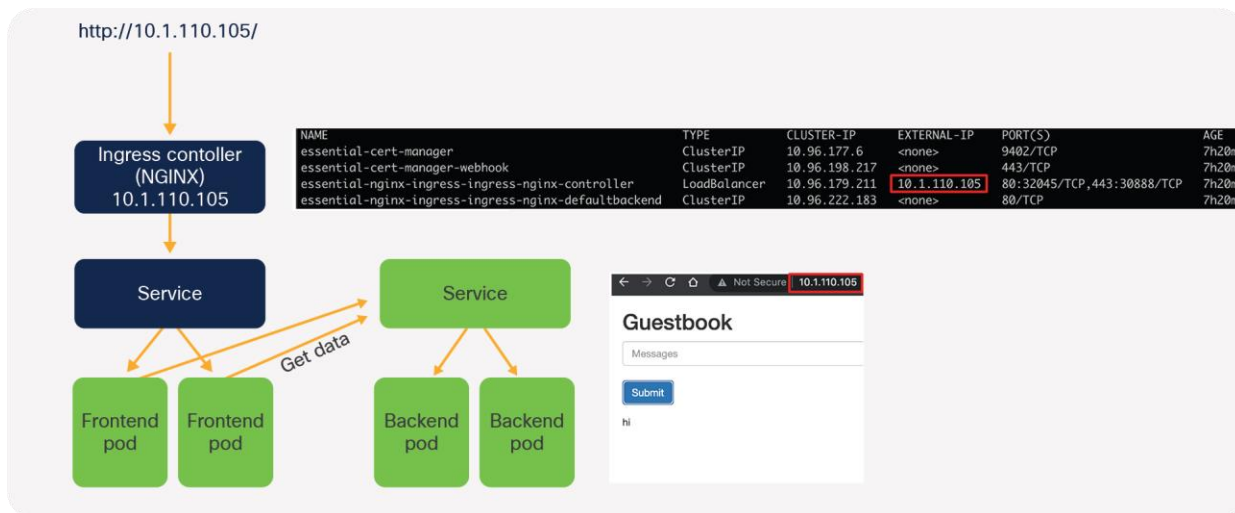 http://10.1.110.105/
Ingress contoller
(NGINX)
10.1.110.105
NAME TYPE CLUSTER-IP EXTERNAL-IP PORT(S) AGE
essential-cert-manager ClusterIP 10.96.177.6 <none> 9402/TCP 7h20m
essential-cert-manager-webhook ClusterIP 10.96.198.217 <none> 443/TCP 7h20m
essential-nginx-ingress-ingress-nginx-controller LoadBalancer 10.96.179.211 10.1.110.105 80:32045/TCP,443:30888/TCP 7h20m
essential-nginx-ingress-ingress-nginx-defaultbackend ClusterIP 10.96.222.183 <none> 80/TCP 7h20m
Service
Service
Get data
Frontend
pod
Frontend
pod
Backend
pod
Backend
pod
Not Secure 10.1.110.105
Guestbook
Messages
Submit
hi